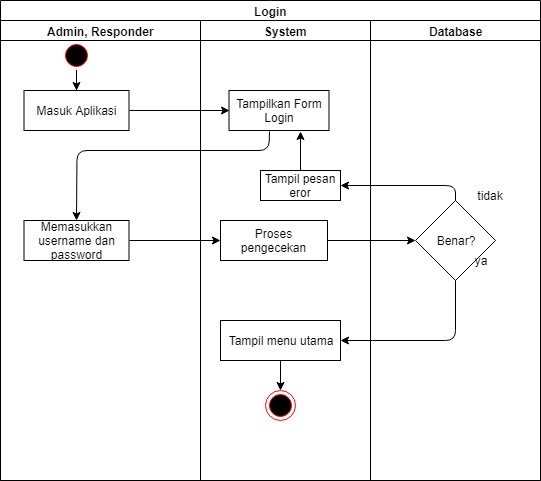 Login
Admin, Responder
System
Database
Masuk Aplikasi
Tampilkan Form
Login
Tampil pesan
eror
tidak
Memasukkan
username dan
password
Proses
pengecekan
Benar?
ya
Tampil menu utama